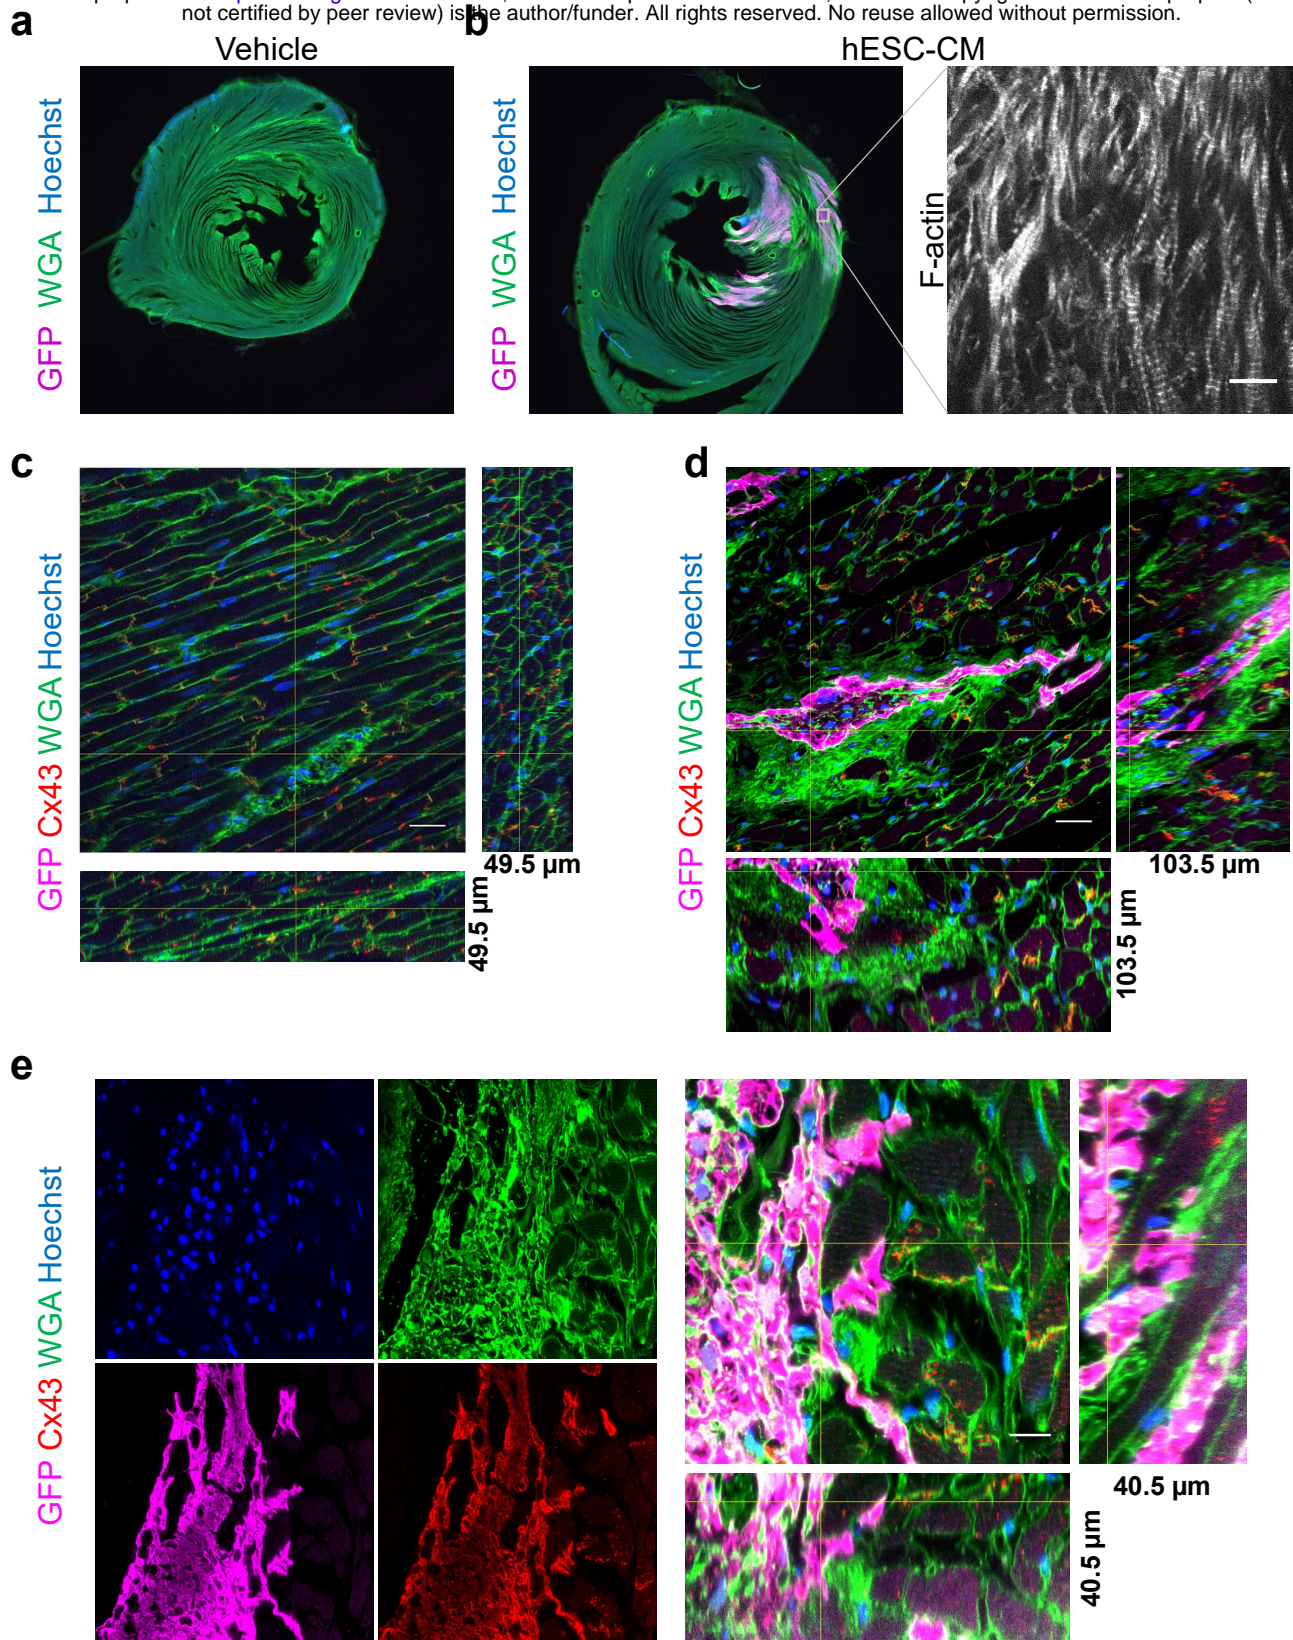 not certified by peer review) is the author/funder. All rights reserved. No reuse allowed without permission.
a
Vehicle
GFP WGA Hoechst
b
hESC-CM
GFP WGA Hoechst
F-actin
c
GFP Cx43 WGA Hoechst
49.5 µm
49.5 µm
d
GFP Cx43 WGA Hoechst
103.5 µm
103.5 µm
e
GFP Cx43 WGA Hoechst
40.5 µm
40.5 µm